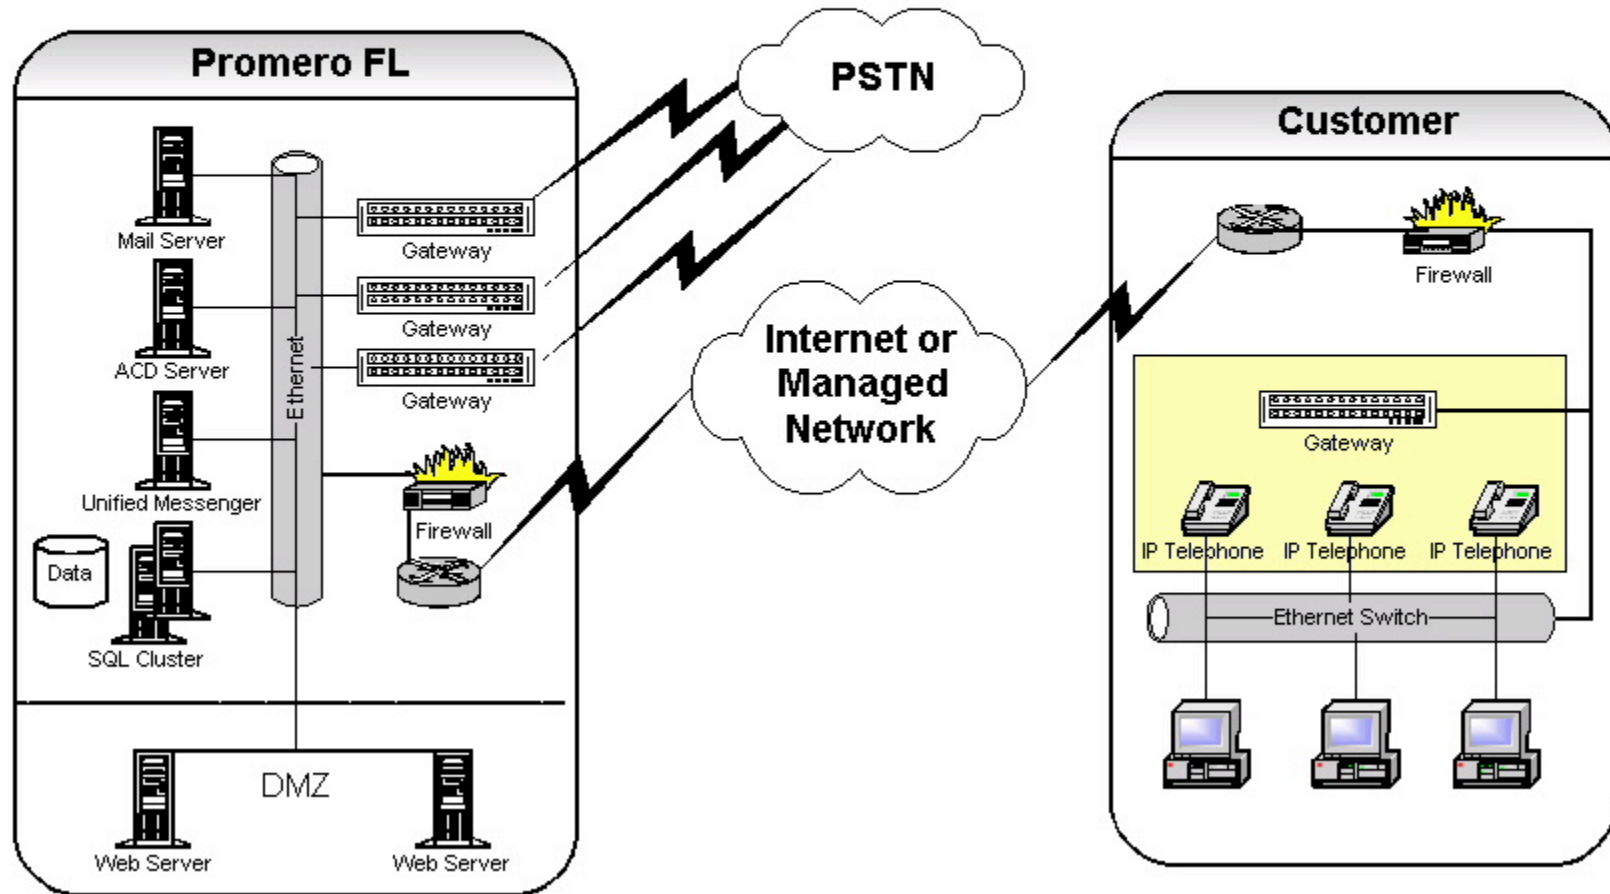 Promero FL
PSTN
Customer
Mail Server
Gateway
ACD Server
Gateway
Gateway
Ethernet
Unified Messenger
Firewall
Data
SQL Cluster
DMZ
Web Server
Web Server
Internet or
Managed
Network
Firewall
Gateway
IP Telephone
IP Telephone
IP Telephone
Ethernet Switch